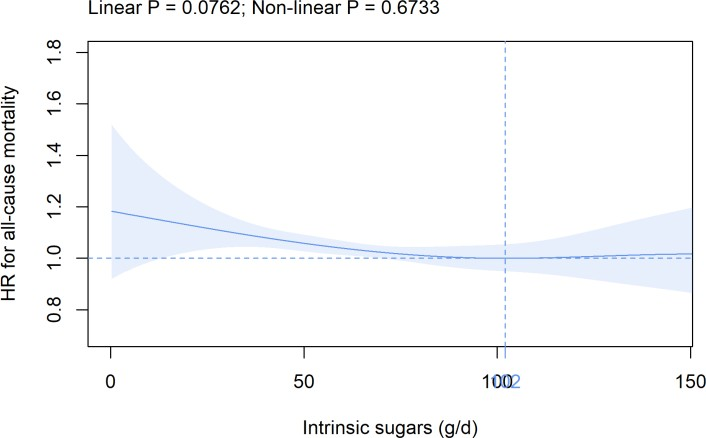 Linear P = 0.0762; Non-linear P = 0.6733
HR for all-cause mortality
1.8
1.6
1.4
1.2
1.0
0.8
0 50 100 102 150
Intrinsic sugars (g/d)